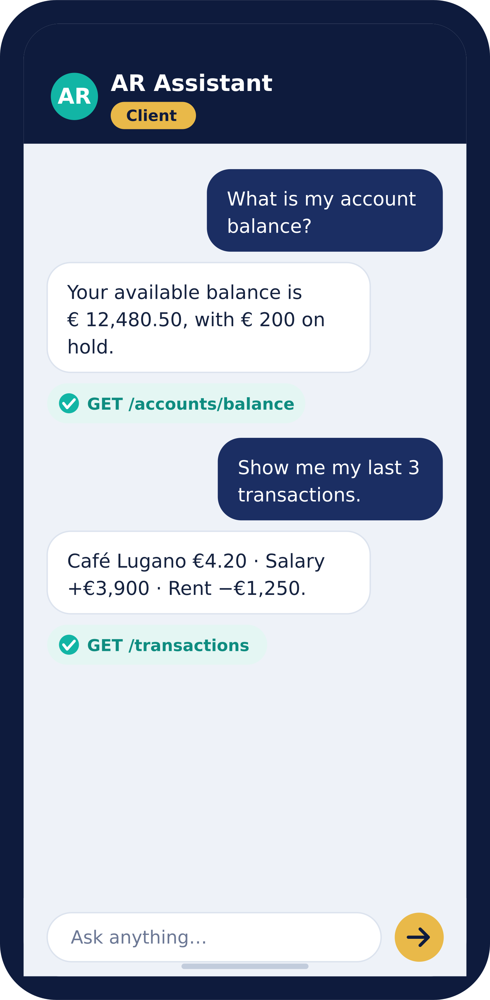 AR
AR Assistant
Client
What is my account
balance?
Your available balance is
€ 12,480.50, with € 200 on
hold.
GET /accounts/balance
Show me my last 3
transactions.
Café Lugano €4.20 · Salary
+€3,900 · Rent −€1,250.
GET /transactions
Ask anything…